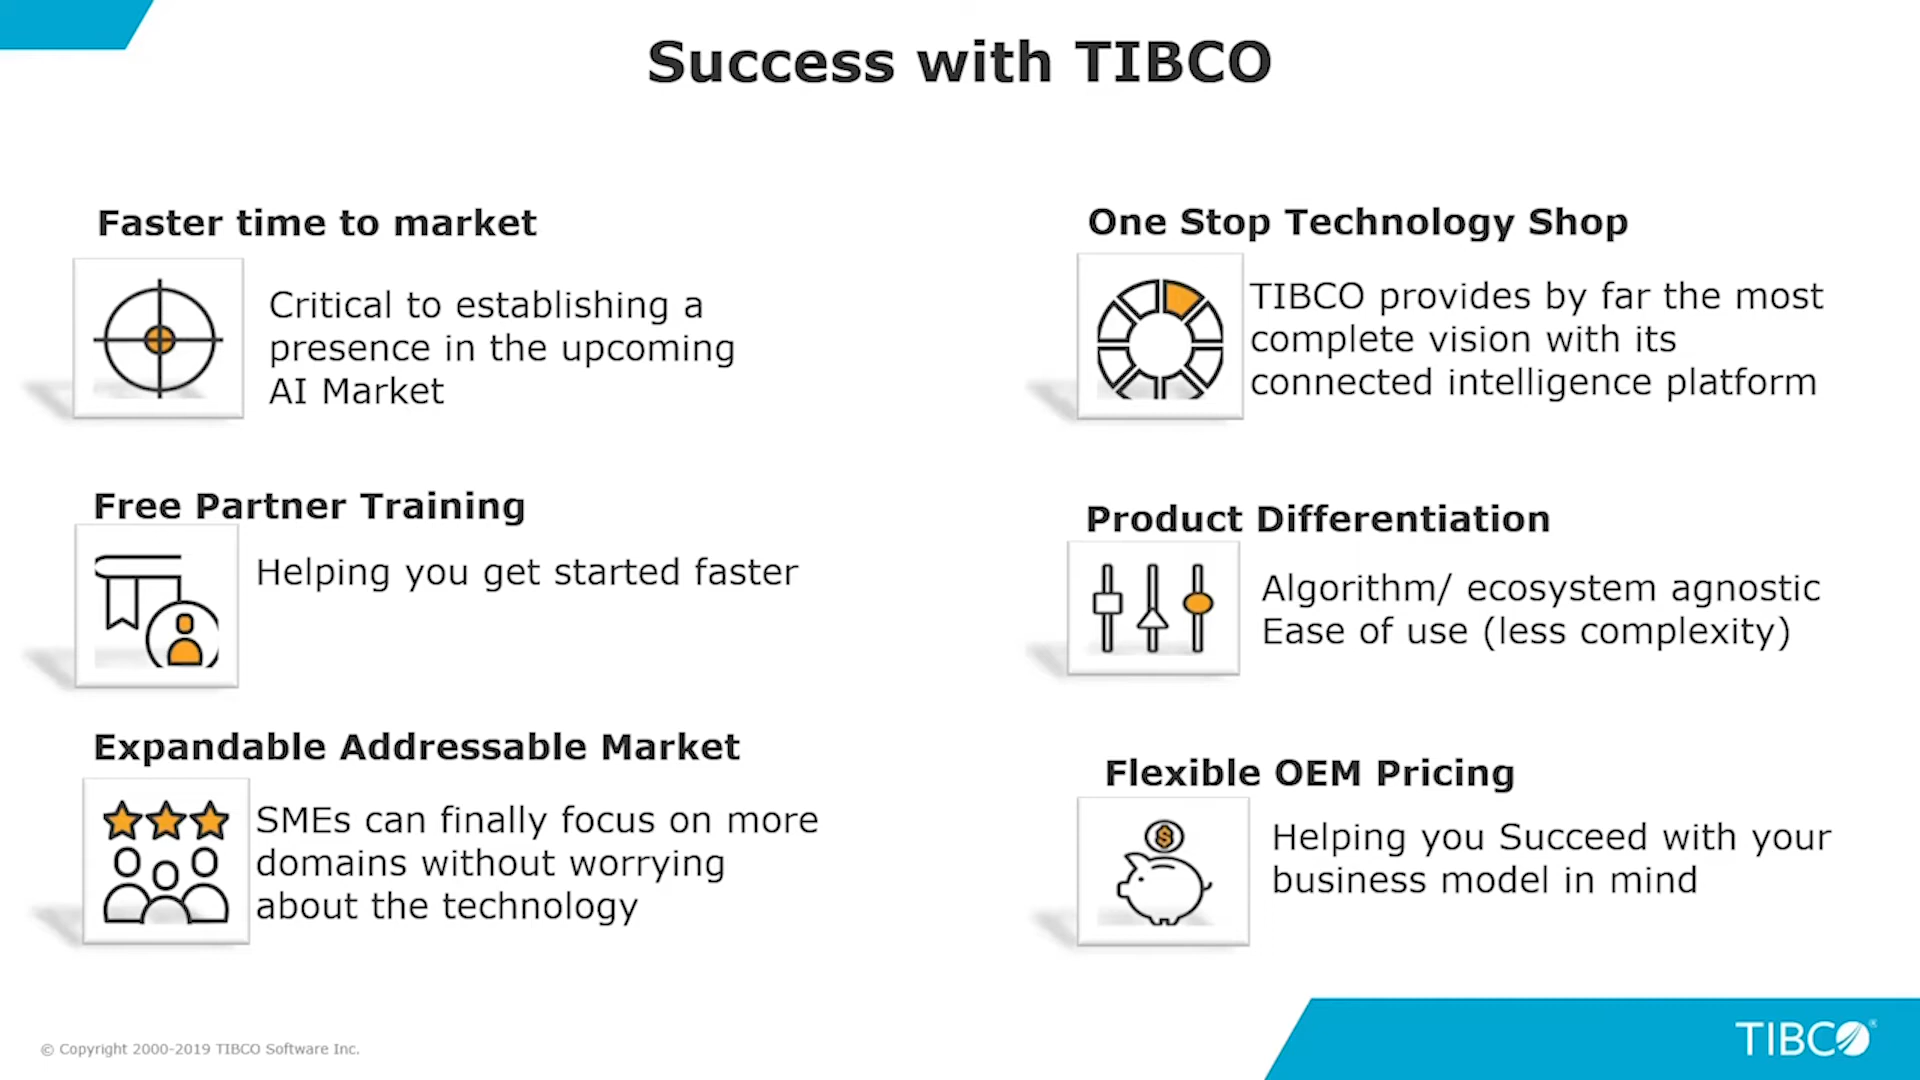 Success with TIBCO
Faster time to market
Critical to establishing a
presence in the upcoming
AI Market
One Stop Technology Shop
TIBCO provides by far the most
complete vision with its
connected intelligence platform
Free Partner Training
Helping you get started faster
Product Differentiation
Algorithm/ ecosystem agnostic
Ease of use (less complexity)
Expandable Addressable Market
SMEs can finally focus on more
domains without worrying
about the technology
Flexible OEM Pricing
$
Helping you Succeed with your
business model in mind
© Copyright 2000-2019 TIBCO Software Inc.
TIBCO®